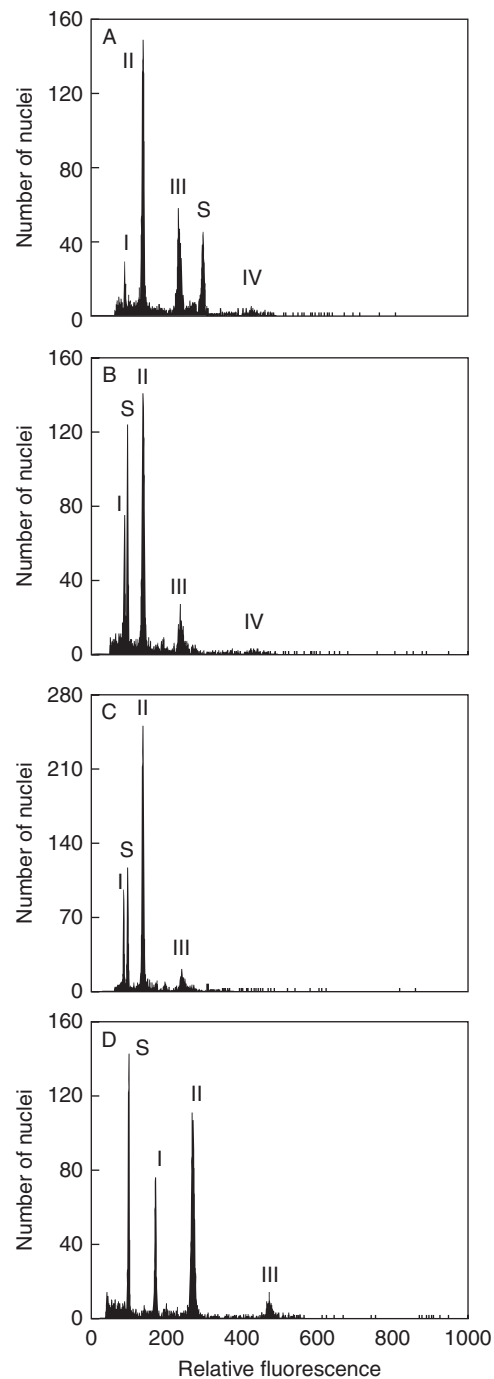 A
Number of nuclei
160
120
80
40
0
I
II
III
S
IV
B
Number of nuclei
160
120
80
40
0
I
S
II
III
IV
C
Number of nuclei
280
210
140
70
0
I
S
II
III
D
Number of nuclei
160
120
80
40
0
S
I
II
III
0 200 400 600 800 1000
Relative fluorescence